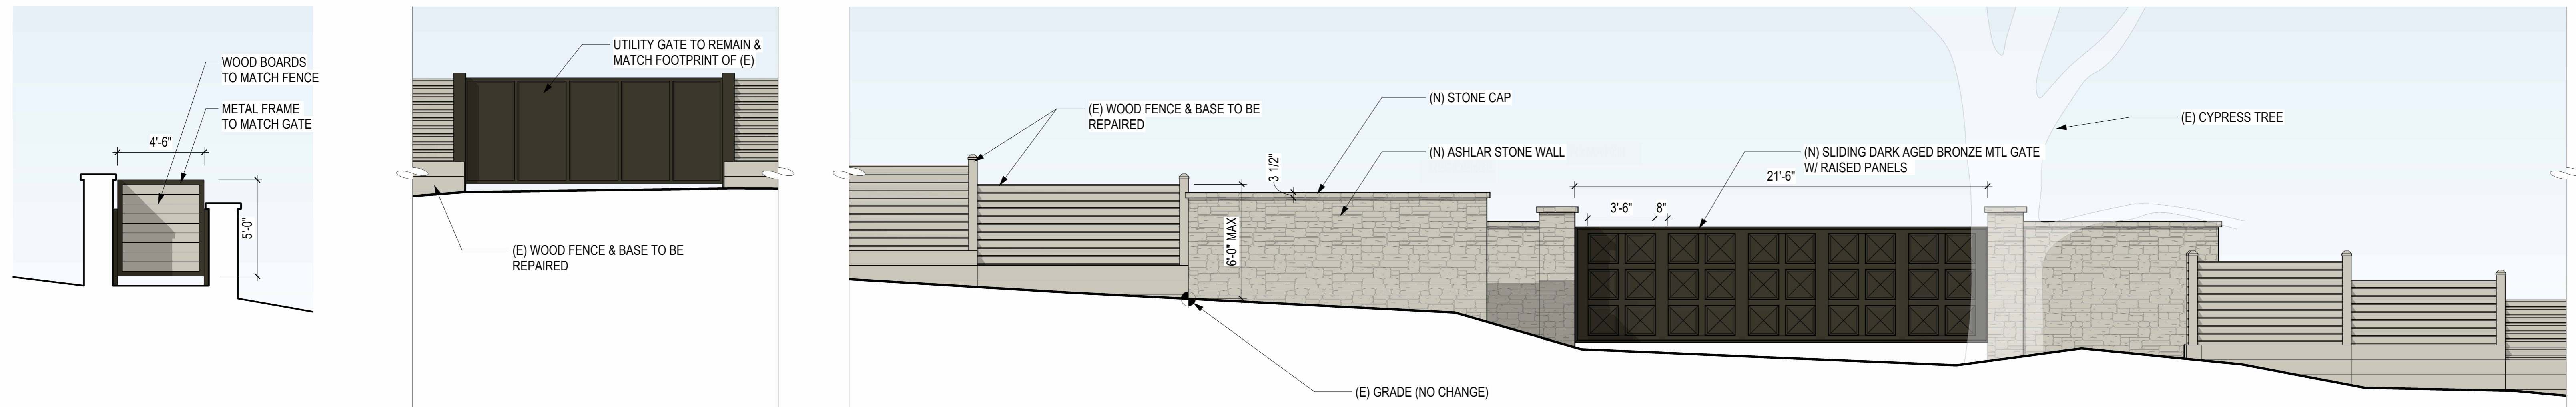 WOOD BOARDS
TO MATCH FENCE
METAL FRAME
TO MATCH GATE
4'-6"
5'-0"
UTILITY GATE TO REMAIN &
MATCH FOOTPRINT OF (E)
(E) WOOD FENCE & BASE TO BE
REPAIRED
(E) WOOD FENCE & BASE TO BE
REPAIRED
(N) STONE CAP
(N) ASHLAR STONE WALL
3 1/2"
6'-0" MAX
(N) SLIDING DARK AGED BRONZE MTL GATE
W/ RAISED PANELS
21'-6"
3'-6"
8"
(E) CYPRESS TREE
(E) GRADE (NO CHANGE)